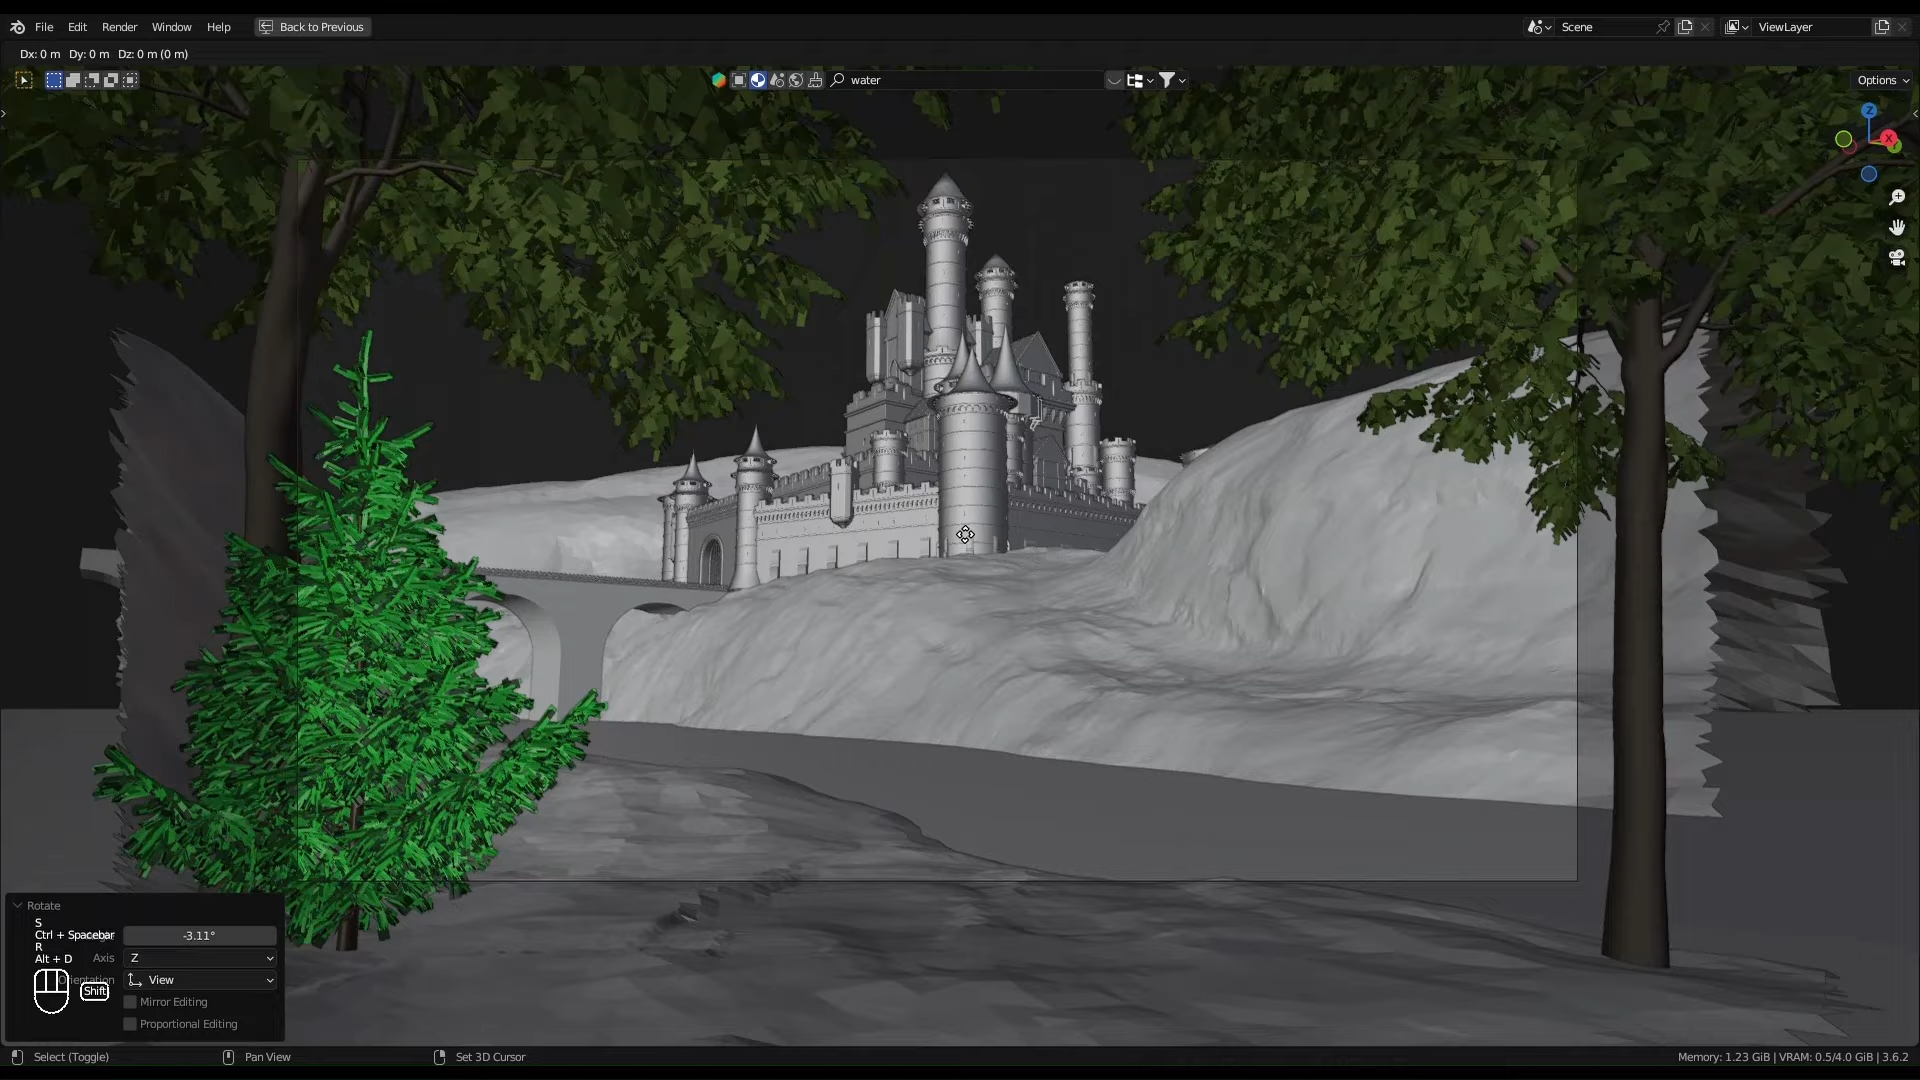 File Edit Render Window Help Back to Previous Scene ViewLayer
Dx: 0 m Dy: 0 m Dz: 0 m (0 m)
water Options
Z
X
Rotate
S
Ctrl + Spacebar -3.11°
R
Alt + D Axis Z
Orientation View
Shift
Mirror Editing
Proportional Editing
Select (Toggle) Pan View Set 3D Cursor Memory: 1.23 GiB | VRAM: 0.5/4.0 GiB | 3.6.2